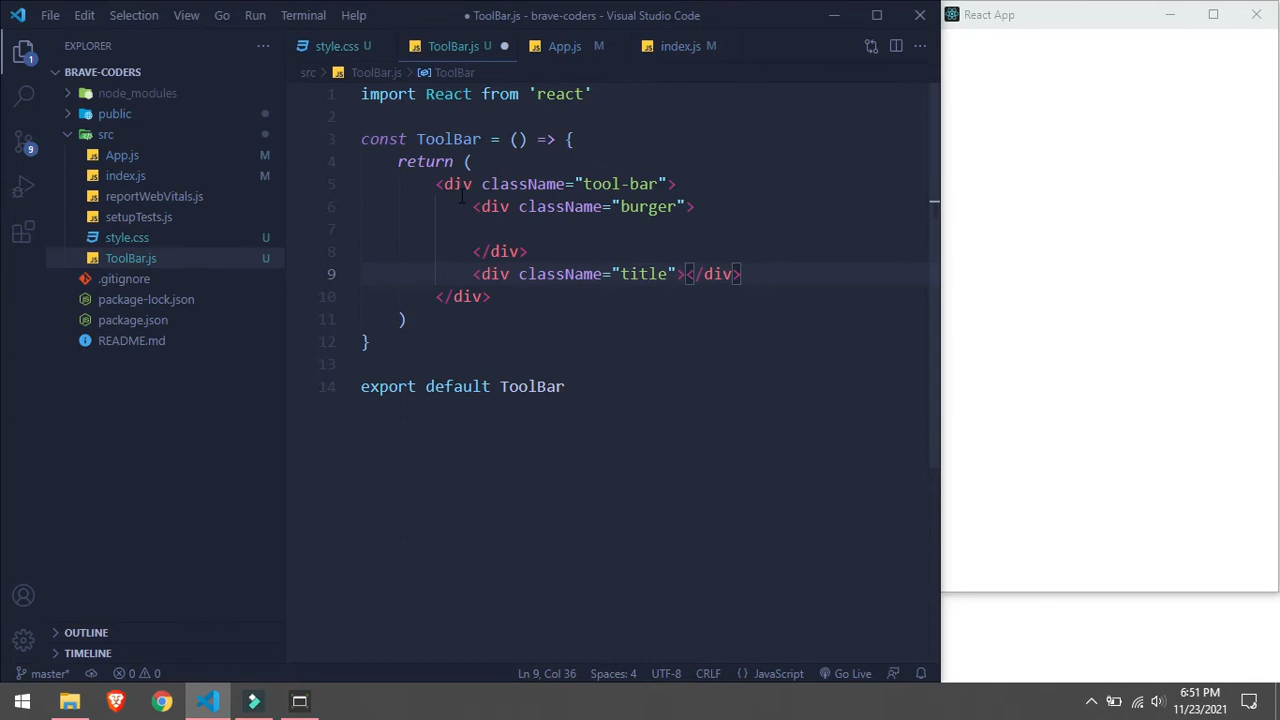 File Edit Selection View Go Run Terminal Help
● ToolBar.js - brave-coders - Visual Studio Code
React App
EXPLORER
style.css U
ToolBar.js U
App.js M
index.js M
BRAVE-CODERS
src > ToolBar.js > ToolBar
node_modules
public
src
App.js M
index.js M
reportWebVitals.js
setupTests.js
style.css U
ToolBar.js U
.gitignore
package-lock.json
package.json
README.md
1 import React from 'react'
2
3 const ToolBar = () => {
4 return (
5 <div className="tool-bar">
6 <div className="burger">
7
8 </div>
9 <div className="title"></div>
10 </div>
11 )
12 }
13
14 export default ToolBar
1
9
OUTLINE
TIMELINE
master* 0 0 Ln 9, Col 36 Spaces: 4 UTF-8 CRLF JavaScript Go Live
6:51 PM
11/23/2021